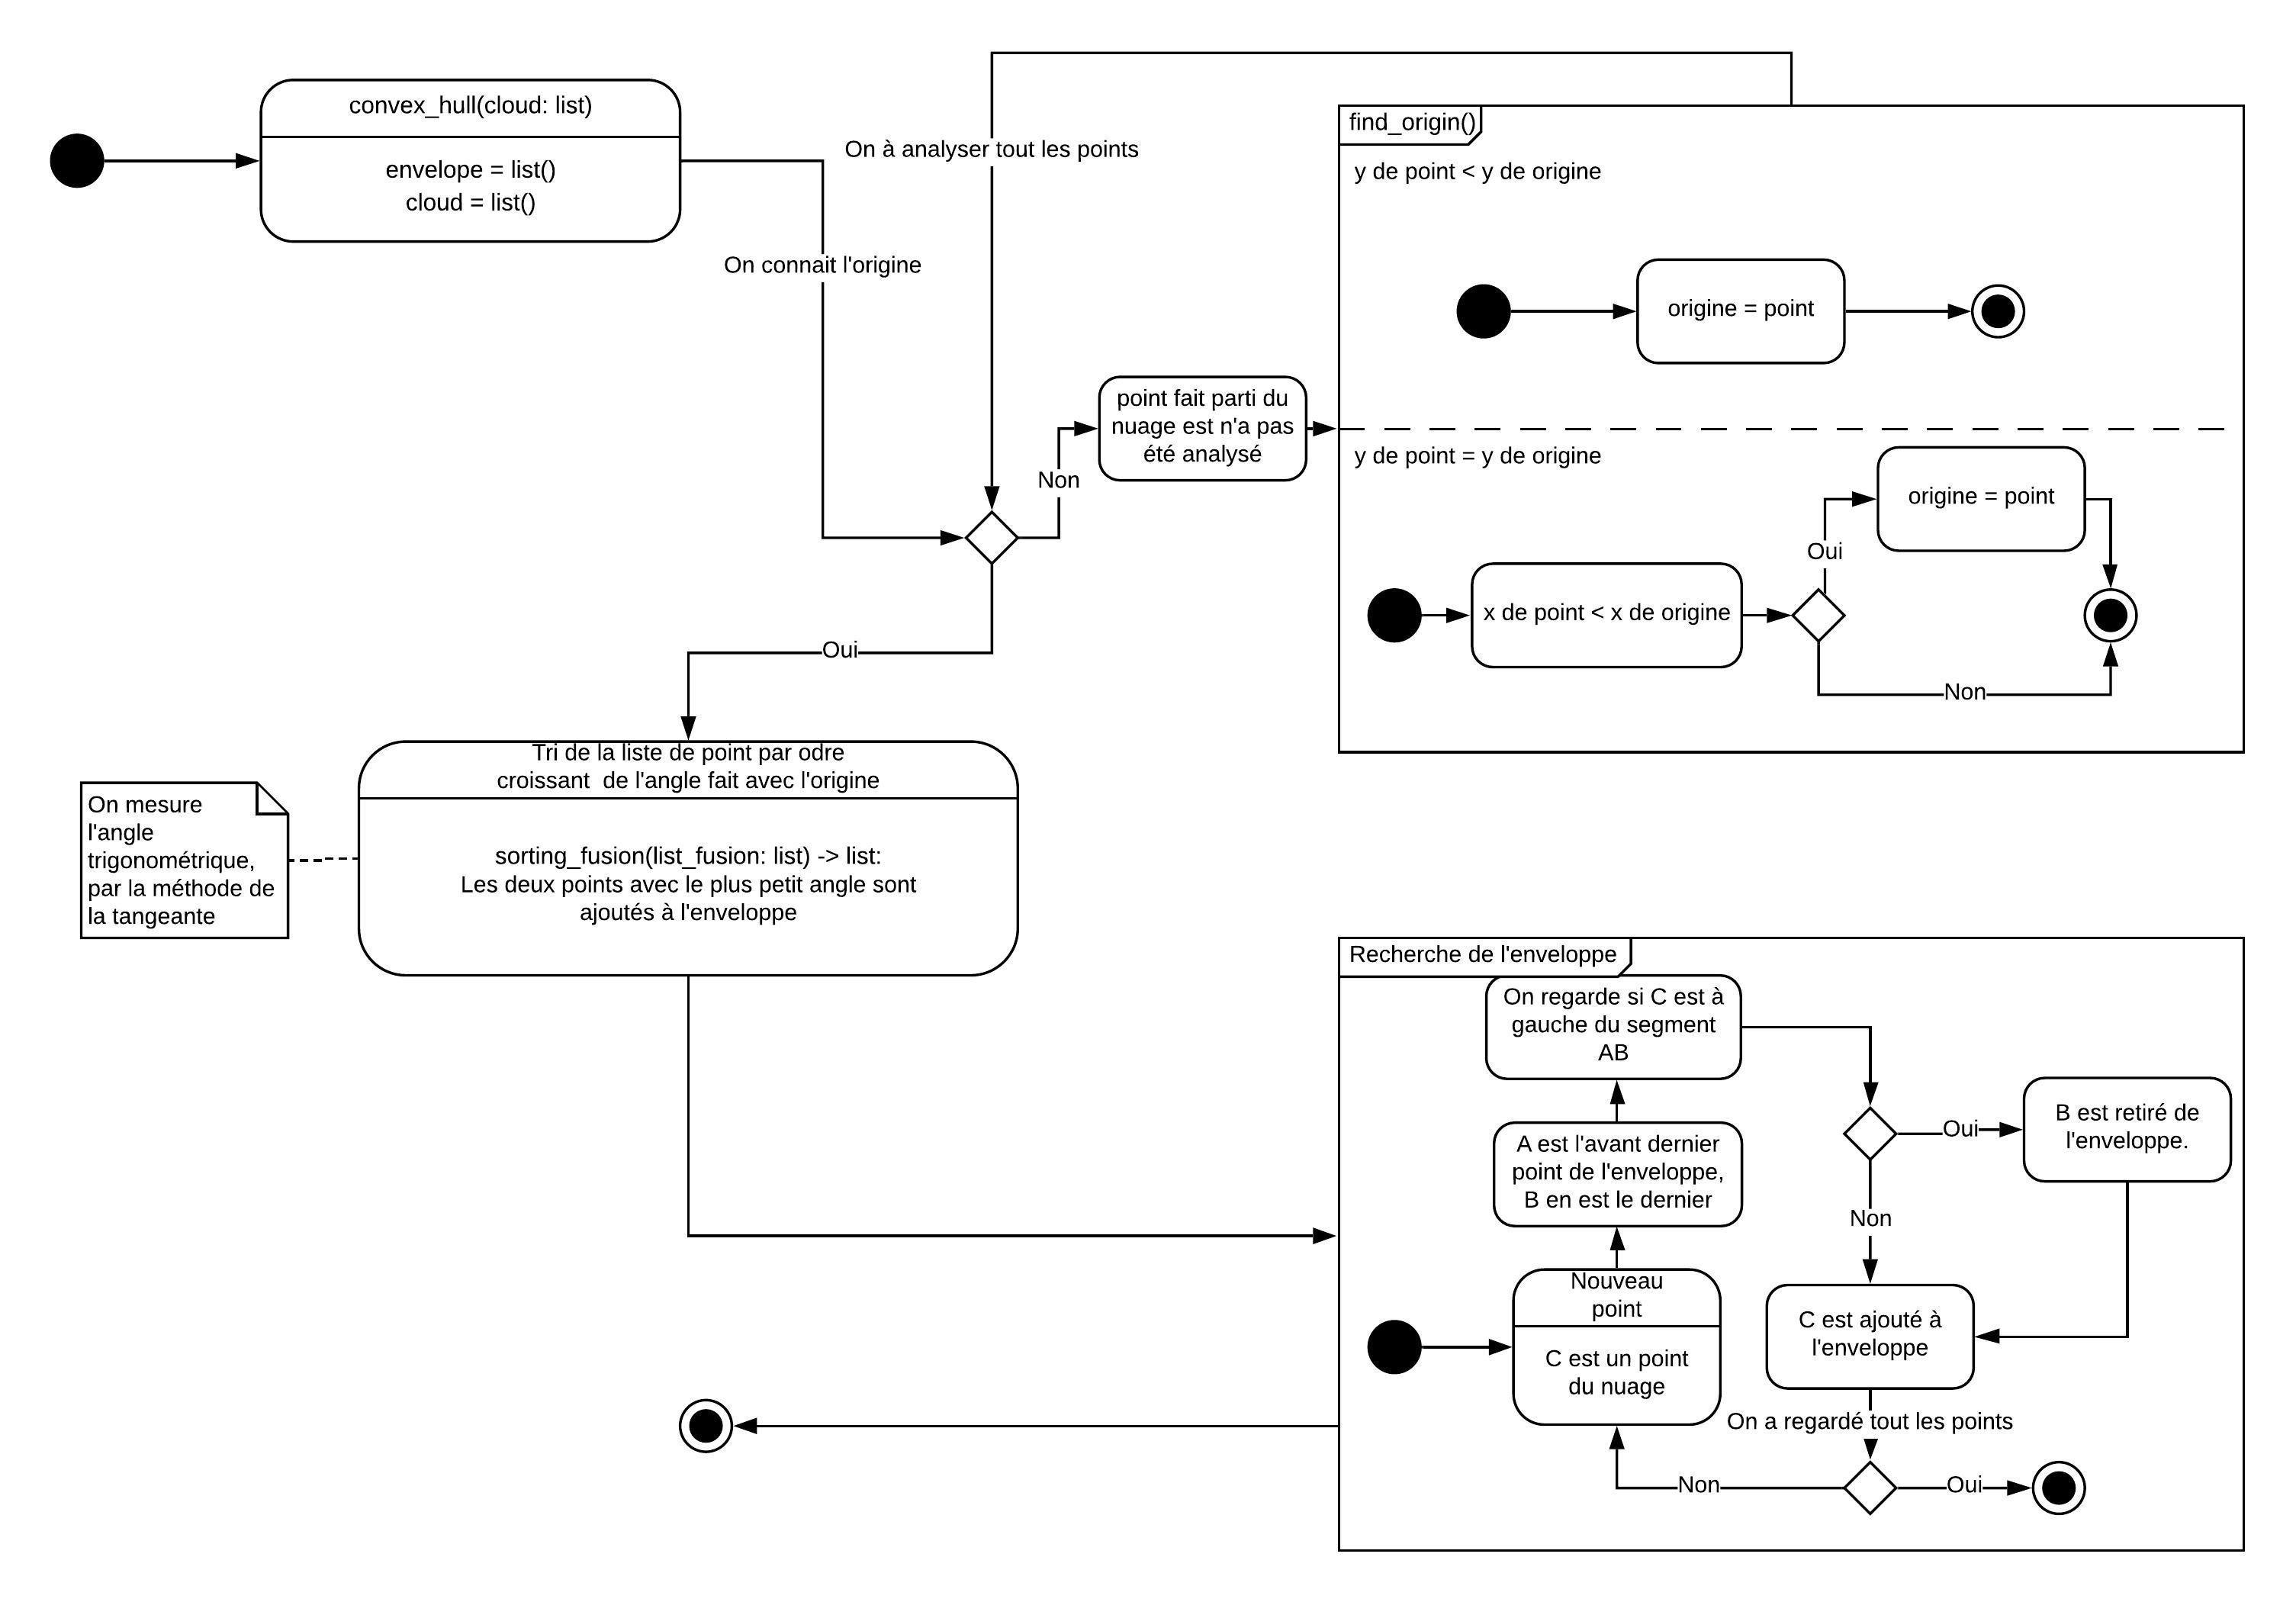 convex_hull(cloud: list)
envelope = list()
cloud = list()
On à analyser tout les points
On connait l'origine
find_origin()
y de point < y de origine
origine = point
point fait parti du
nuage est n'a pas
été analysé
Non
y de point = y de origine
origine = point
Oui
x de point < x de origine
Non
Oui
Tri de la liste de point par odre
croissant  de l'angle fait avec l'origine
sorting_fusion(list_fusion: list) -> list:
Les deux points avec le plus petit angle sont
ajoutés à l'enveloppe
On mesure
l'angle
trigonométrique,
par la méthode de
la tangeante
Recherche de l'enveloppe
On regarde si C est à
gauche du segment
AB
A est l'avant dernier
point de l'enveloppe,
B en est le dernier
Nouveau
point
C est un point
du nuage
Oui
B est retiré de
l'enveloppe.
Non
C est ajouté à
l'enveloppe
On a regardé tout les points
Non
Oui